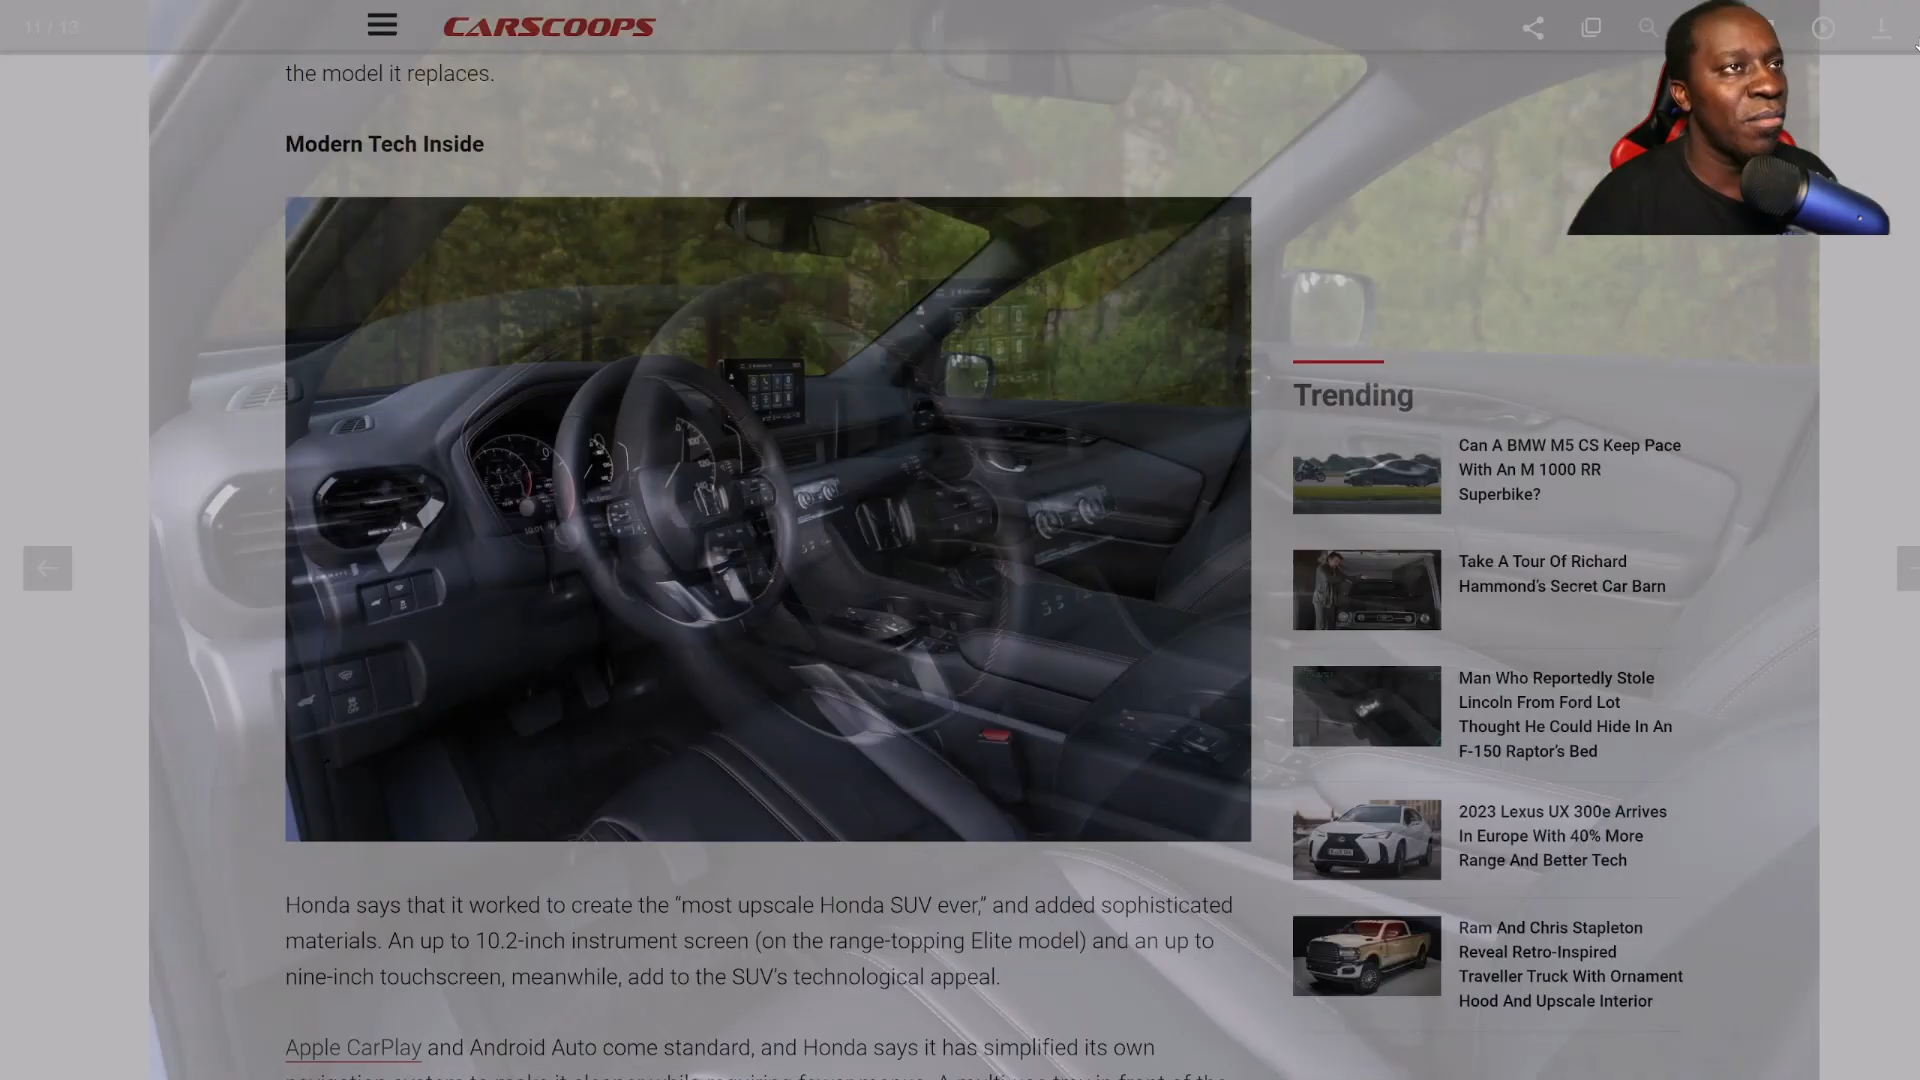 11 / 13
CARSCOOPS
the model it replaces.
Modern Tech Inside
Trending
Can A BMW M5 CS Keep Pace
With An M 1000 RR
Superbike?
Take A Tour Of Richard
Hammond's Secret Car Barn
Man Who Reportedly Stole
Lincoln From Ford Lot
Thought He Could Hide In An
F-150 Raptor's Bed
2023 Lexus UX 300e Arrives
In Europe With 40% More
Range And Better Tech
Ram And Chris Stapleton
Reveal Retro-Inspired
Traveller Truck With Ornament
Hood And Upscale Interior
Honda says that it worked to create the “most upscale Honda SUV ever,” and added sophisticated
materials. An up to 10.2-inch instrument screen (on the range-topping Elite model) and an up to
nine-inch touchscreen, meanwhile, add to the SUV's technological appeal.
Apple CarPlay and Android Auto come standard, and Honda says it has simplified its own